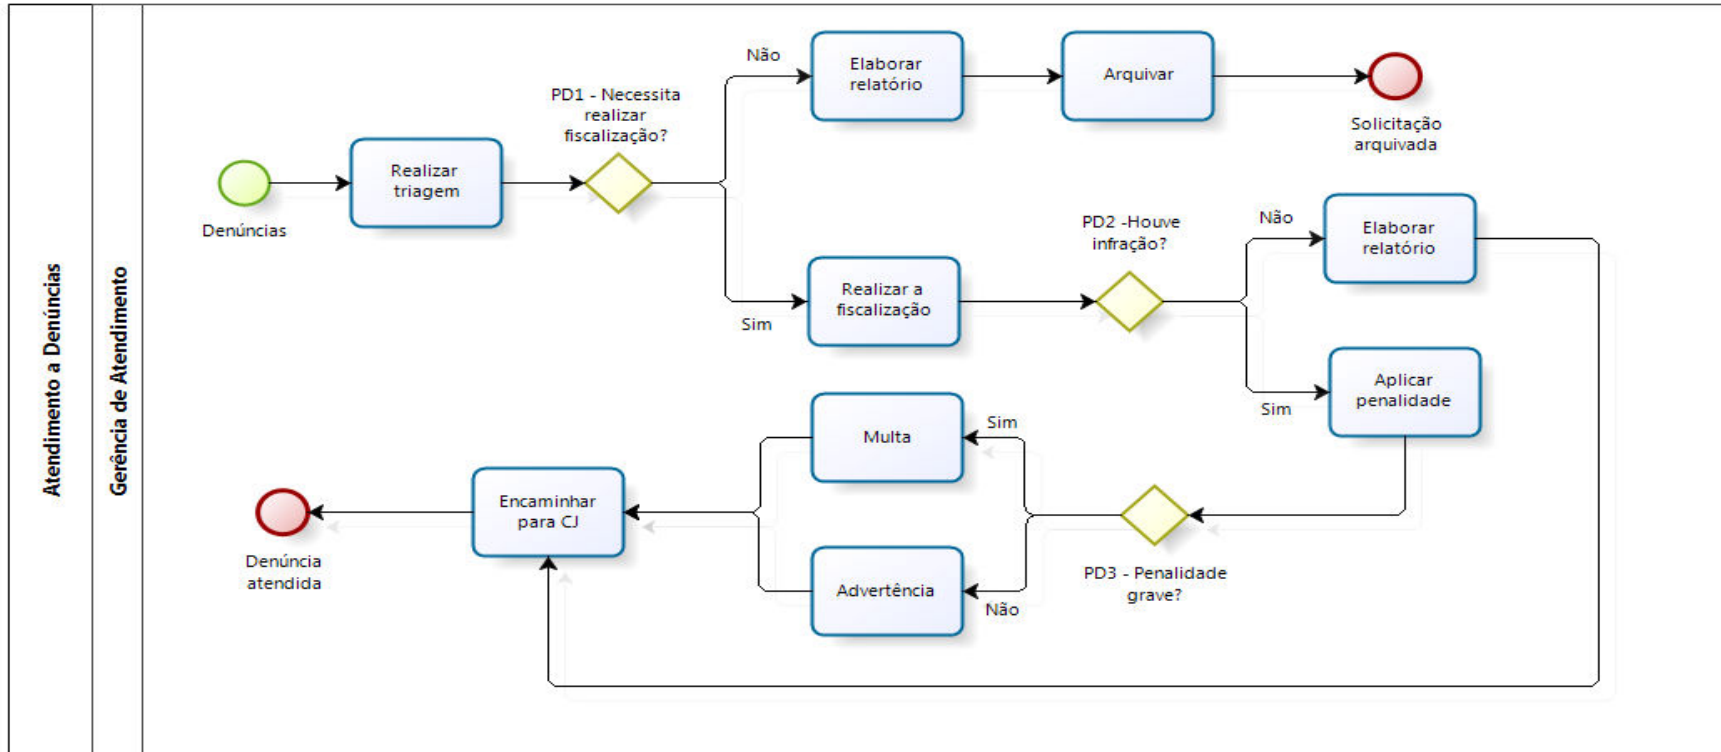 Atendimento a Denúncias
Gerência de Atendimento
Denúncias
Realizar
triagem
PD1 - Necessita
realizar
fiscalização?
Não
Elaborar
relatório
Arquivar
Solicitação
arquivada
Sim
Realizar a
fiscalização
PD2 -Houve
infração?
Não
Elaborar
relatório
Sim
Aplicar
penalidade
PD3 - Penalidade
grave?
Sim
Multa
Não
Advertência
Encaminhar
para CJ
Denúncia
atendida